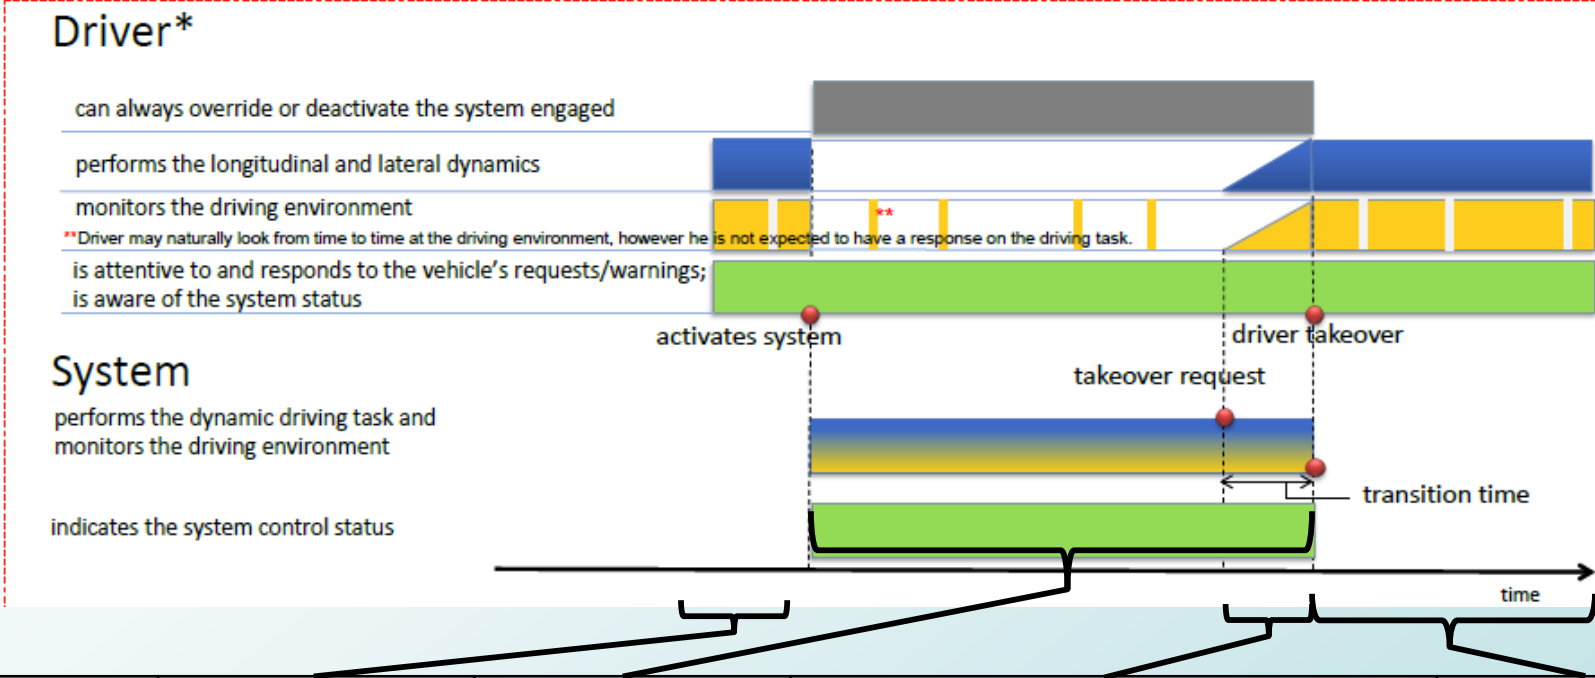 Driver*
can always override or deactivate the system engaged
performs the longitudinal and lateral dynamics
monitors the driving environment
**
**Driver may naturally look from time to time at the driving environment, however he is not expected to have a response on the driving task.
is attentive to and responds to the vehicle's requests/warnings;
is aware of the system status
activates system
driver takeover
System
takeover request
performs the dynamic driving task and
monitors the driving environment
transition time
indicates the system control status
time